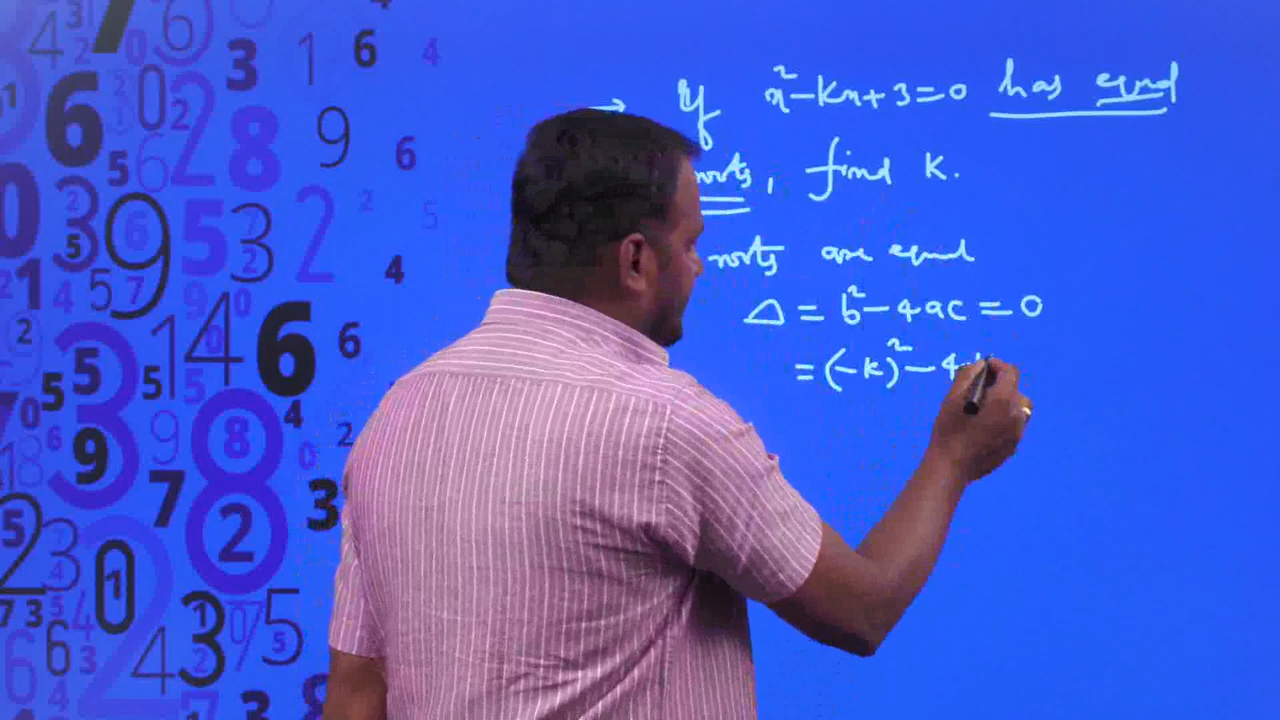 → If x² - kx + 3 = 0 has equal
roots, find k.
roots are equal
Δ = b² - 4ac = 0
= (-k)² - 4